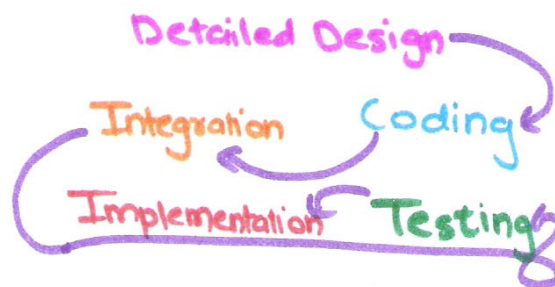 Detailed Design
Integration Coding
Implementation Testing